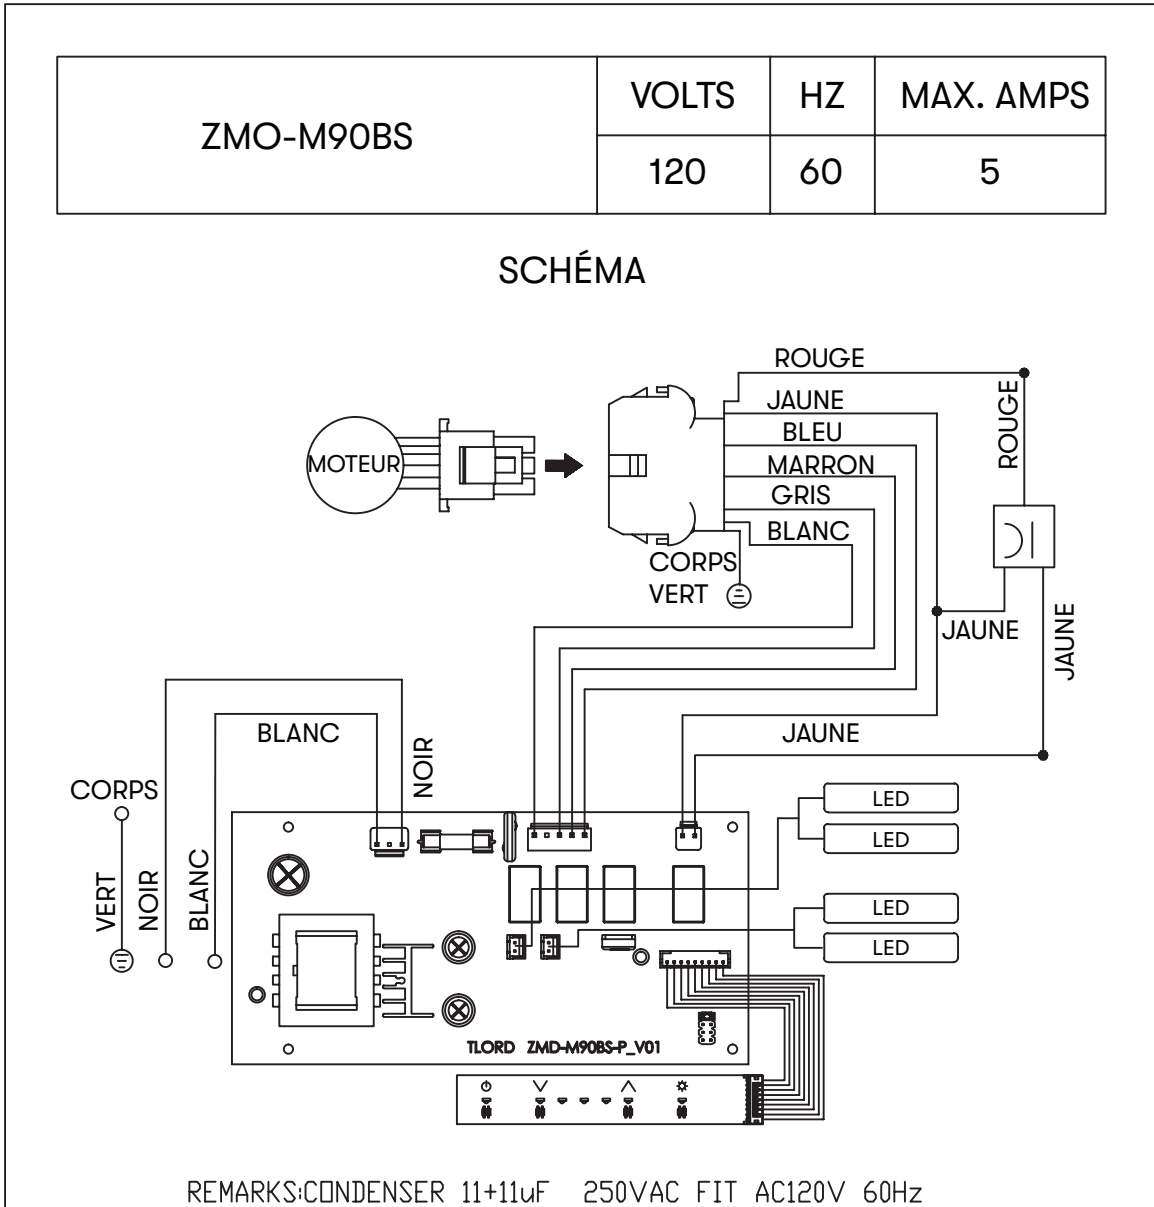 ZMO-M90BS
VOLTS HZ MAX. AMPS
120 60 5
SCHÉMA
ROUGE
JAUNE
BLEU
MARRON
GRIS
BLANC
MOTEUR
ROUGE
CORPS
VERT
JAUNE
JAUNE
JAUNE
BLANC
NOIR
CORPS
VERT
NOIR
BLANC
LED
LED
LED
LED
TLORD ZMD-M90BS-P_V01
REMARKS:CONDENSER 11+11uF 250VAC FIT AC120V 60Hz